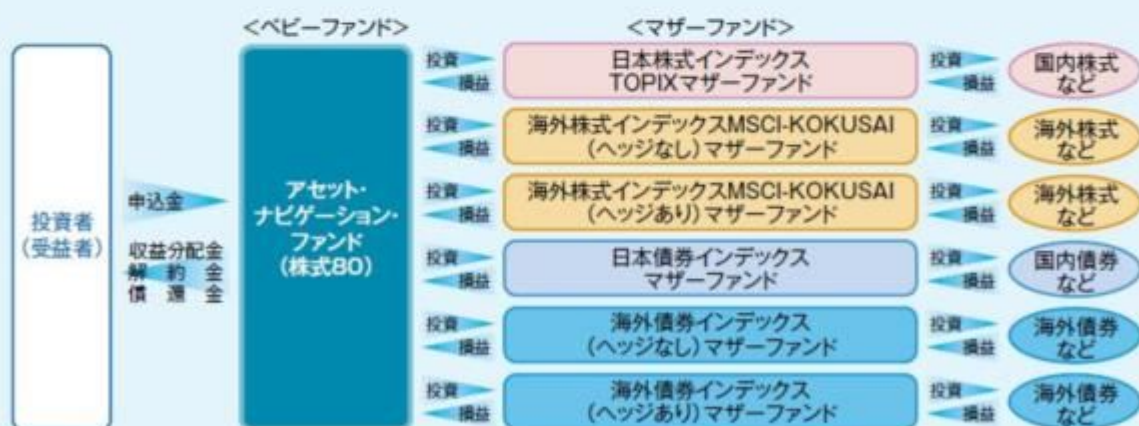 <ベビーファンド>
<マザーファンド>
投資者
(受益者)
申込金
収益分配金
解約金
償還金
アセット・
ナビゲーション・
ファンド
(株式80)
投資
損益
日本株式インデックス
TOPIXマザーファンド
投資
損益
国内株式
など
投資
損益
海外株式インデックスMSCI-KOKUSAI
(ヘッジなし)マザーファンド
投資
損益
海外株式
など
投資
損益
海外株式インデックスMSCI-KOKUSAI
(ヘッジあり)マザーファンド
投資
損益
海外株式
など
投資
損益
日本債券インデックス
マザーファンド
投資
損益
国内債券
など
投資
損益
海外債券インデックス
(ヘッジなし)マザーファンド
投資
損益
海外債券
など
投資
損益
海外債券インデックス
(ヘッジあり)マザーファンド
投資
損益
海外債券
など